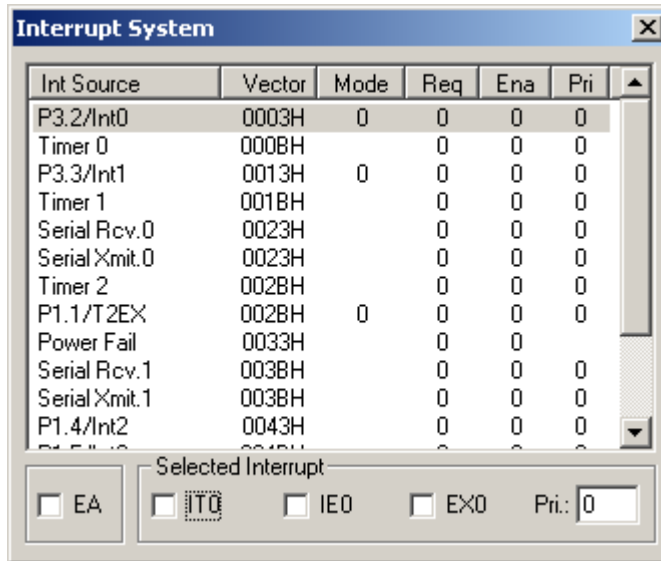 Interrupt System
Int Source Vector Mode Req Ena Pri
P3.2/Int0 0003H 0 0 0 0
Timer 0 000BH 0 0 0
P3.3/Int1 0013H 0 0 0 0
Timer 1 001BH 0 0 0
Serial Rcv.0 0023H 0 0 0
Serial Xmit.0 0023H 0 0 0
Timer 2 002BH 0 0 0
P1.1/T2EX 002BH 0 0 0 0
Power Fail 0033H 0 0
Serial Rcv.1 003BH 0 0 0
Serial Xmit.1 003BH 0 0 0
P1.4/Int2 0043H 0 0 0
Selected Interrupt
EA IT0 IE0 EX0 Pri.: 0